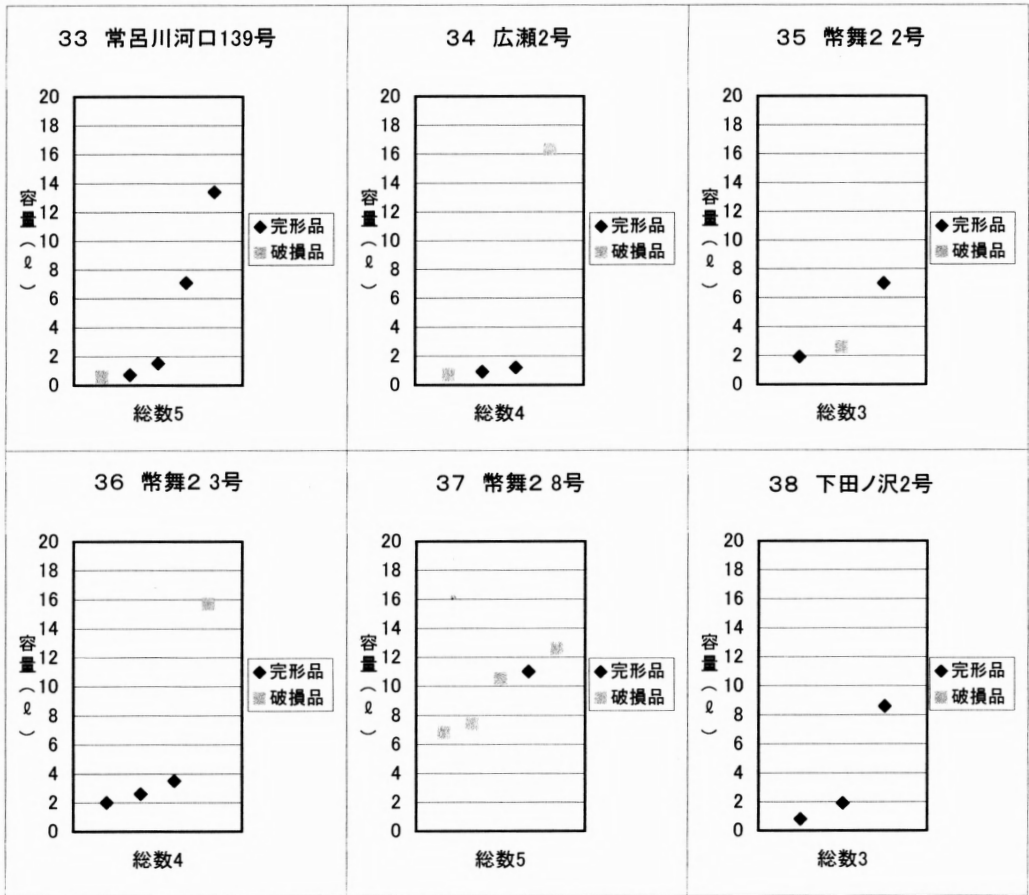 33 常呂川河口139号
20
18
16
14
12
10
8
6
4
2
0
容量(ℓ)
◆完形品
破損品
総数5
34 広瀬2号
20
18
16
14
12
10
8
6
4
2
0
容量(ℓ)
◆完形品
破損品
総数4
35 幣舞2 2号
20
18
16
14
12
10
8
6
4
2
0
容量(ℓ)
◆完形品
破損品
総数3
36 幣舞2 3号
20
18
16
14
12
10
8
6
4
2
0
容量(ℓ)
◆完形品
破損品
総数4
37 幣舞2 8号
20
18
16
14
12
10
8
6
4
2
0
容量(ℓ)
◆完形品
破損品
総数5
38 下田ノ沢2号
20
18
16
14
12
10
8
6
4
2
0
容量(ℓ)
◆完形品
破損品
総数3